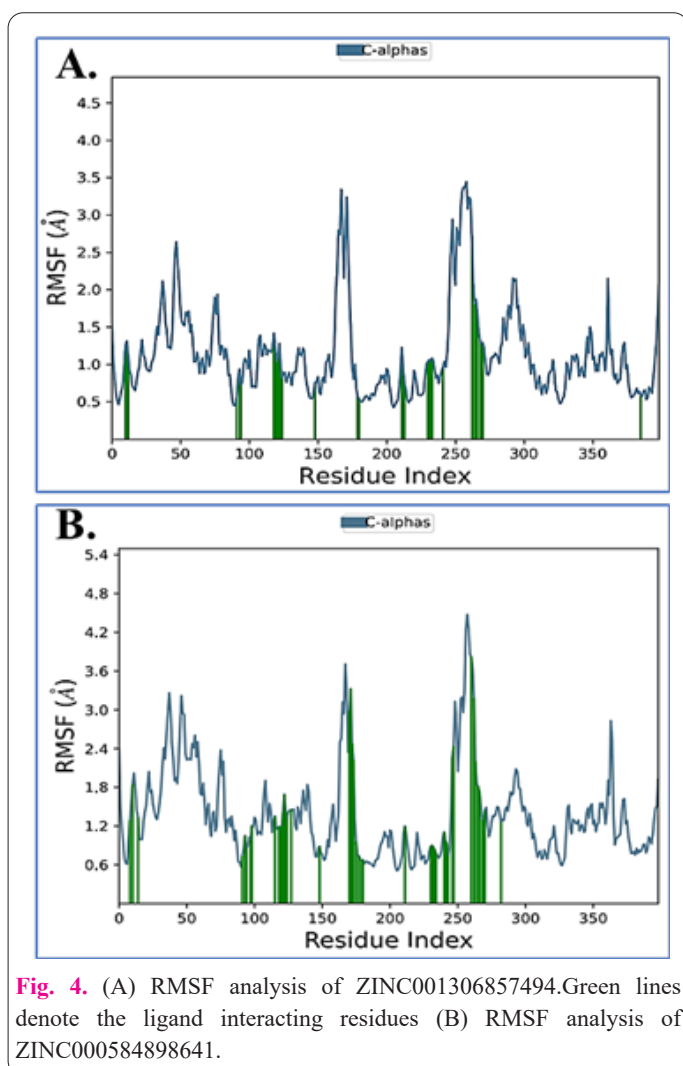 A.
C-alphas
4.5
4.0
3.5
3.0
2.5
2.0
1.5
1.0
0.5
RMSF (Å)
0 50 100 150 200 250 300 350
Residue Index
B.
C-alphas
5.4
4.8
4.2
3.6
3.0
2.4
1.8
1.2
0.6
RMSF (Å)
0 50 100 150 200 250 300 350
Residue Index
Fig. 4. (A) RMSF analysis of ZINC001306857494.Green lines
denote the ligand interacting residues (B) RMSF analysis of
ZINC000584898641.